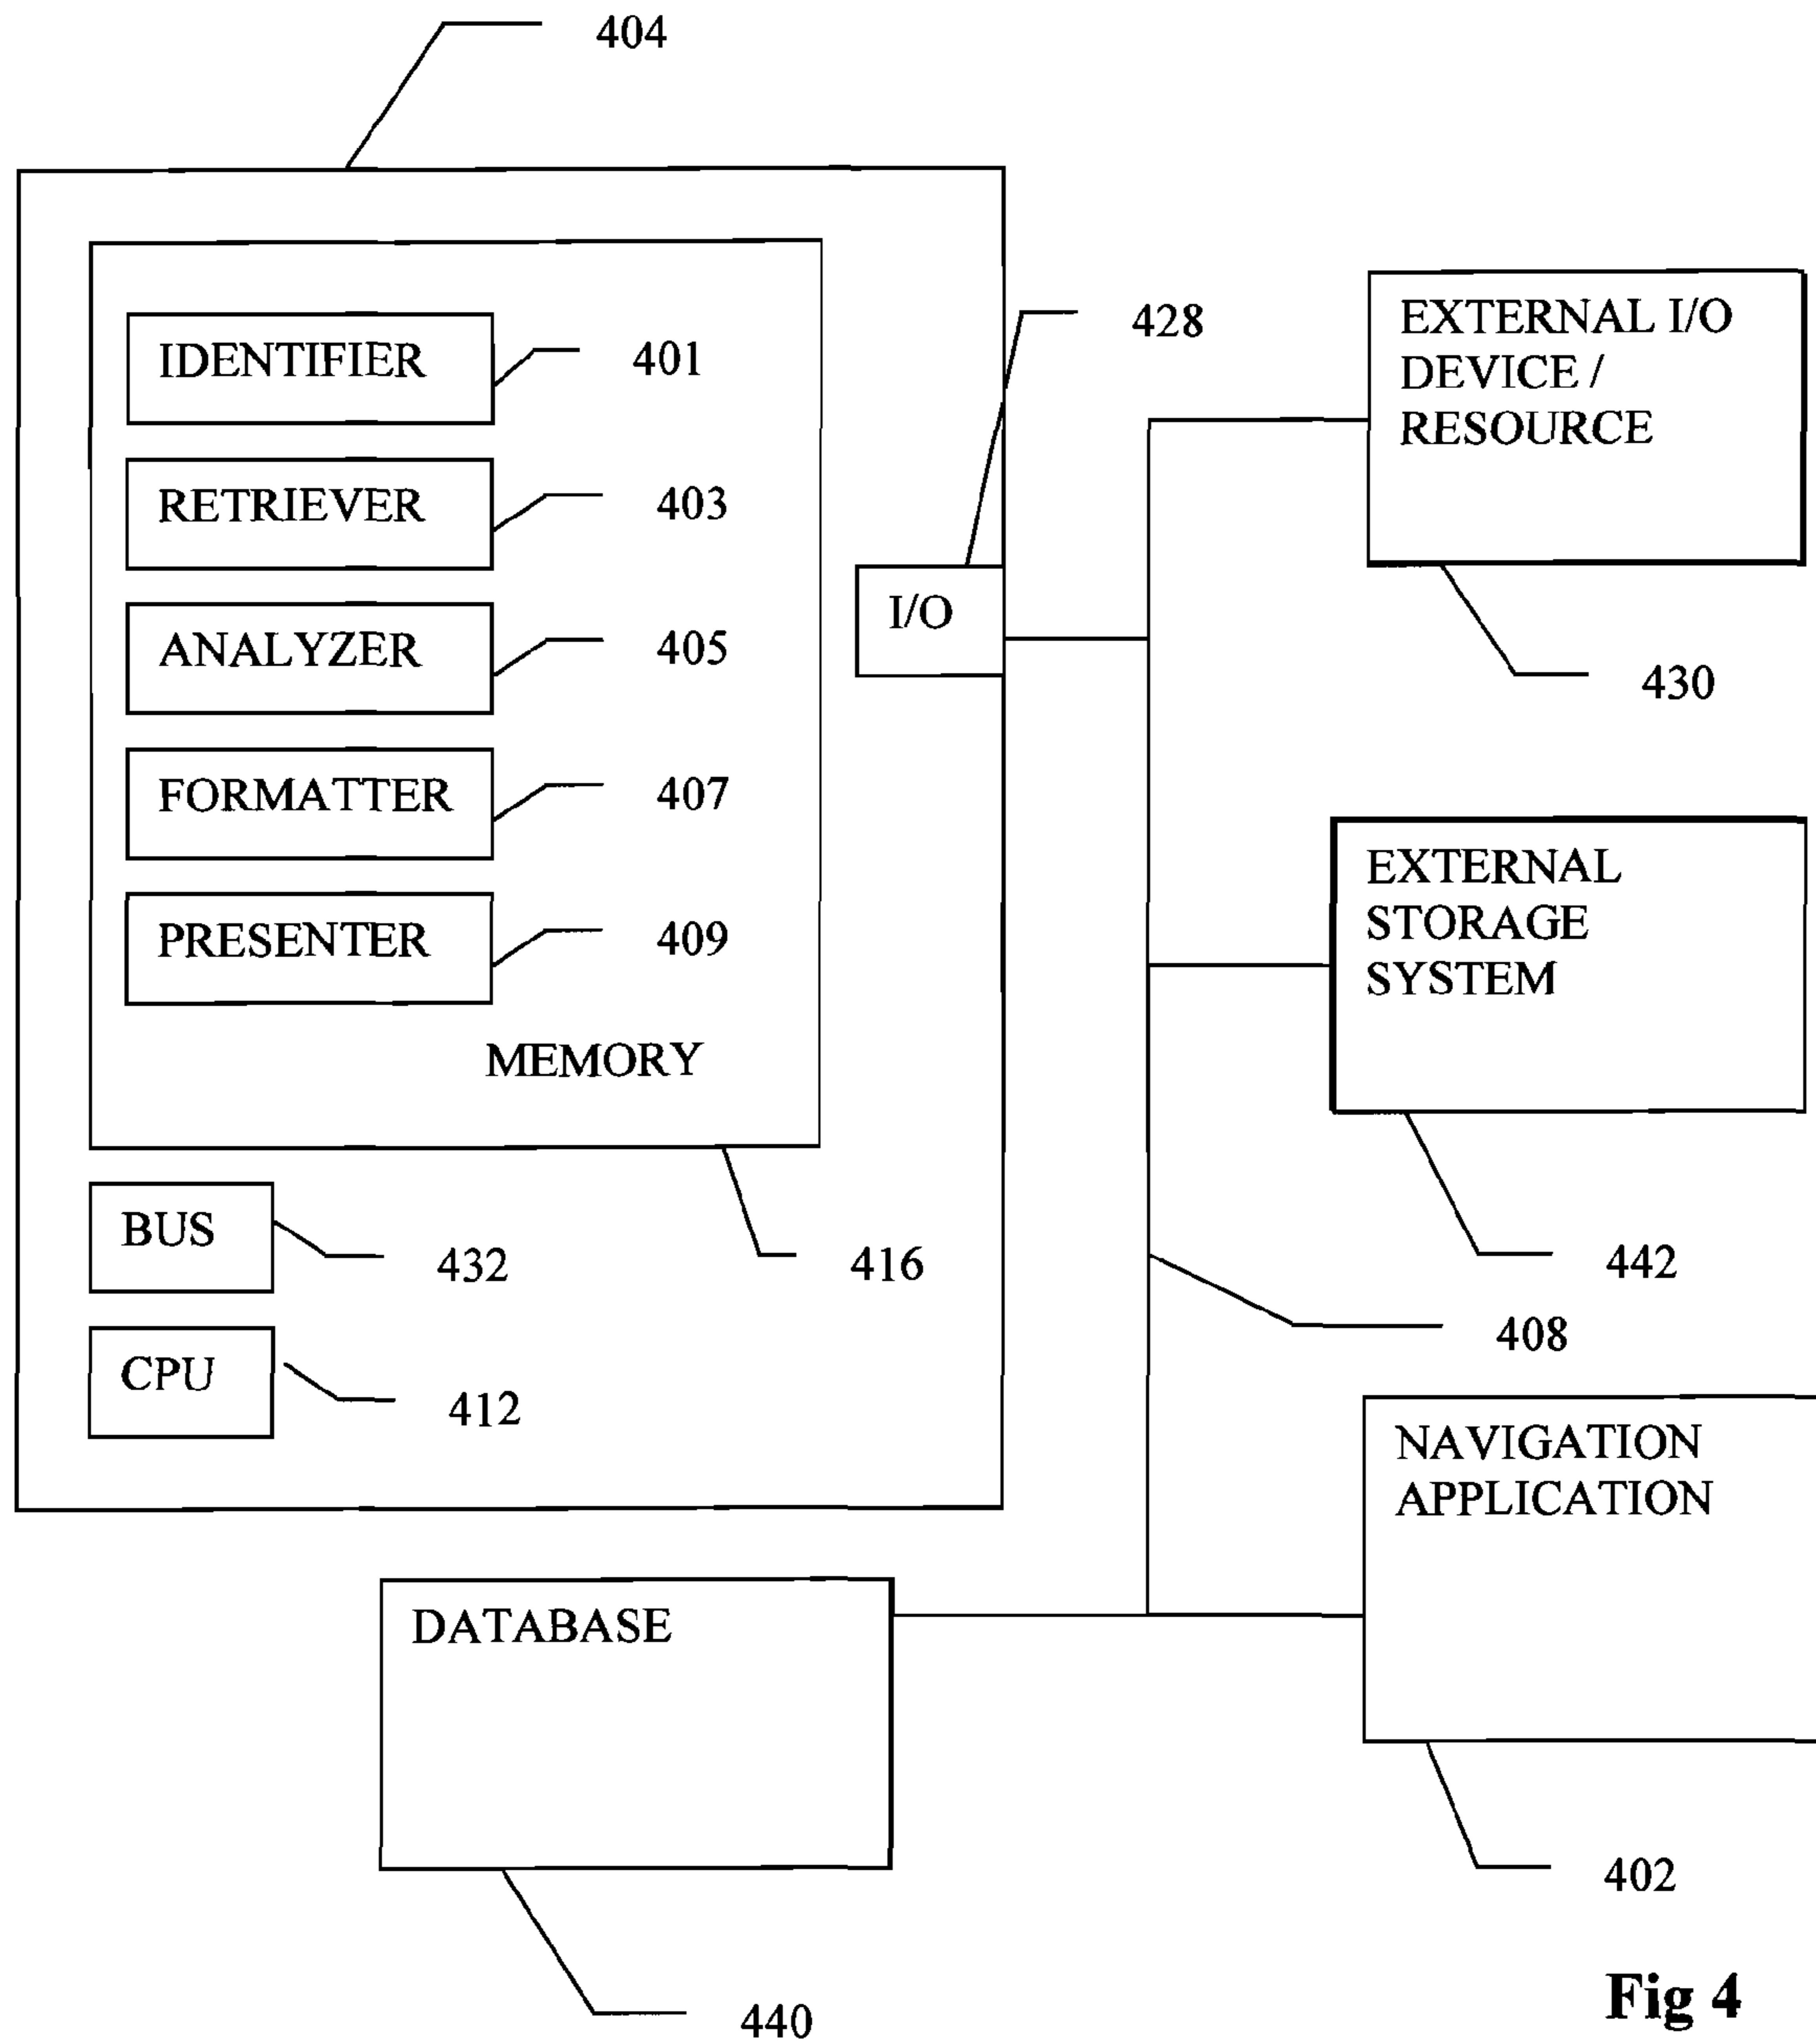 404
IDENTIFIER
401
RETRIEVER
403
ANALYZER
405
FORMATTER
407
PRESENTER
409
MEMORY
416
BUS
432
CPU
412
I/O
428
EXTERNAL I/O
DEVICE /
RESOURCE
430
EXTERNAL
STORAGE
SYSTEM
442
408
NAVIGATION
APPLICATION
402
DATABASE
440
Fig 4